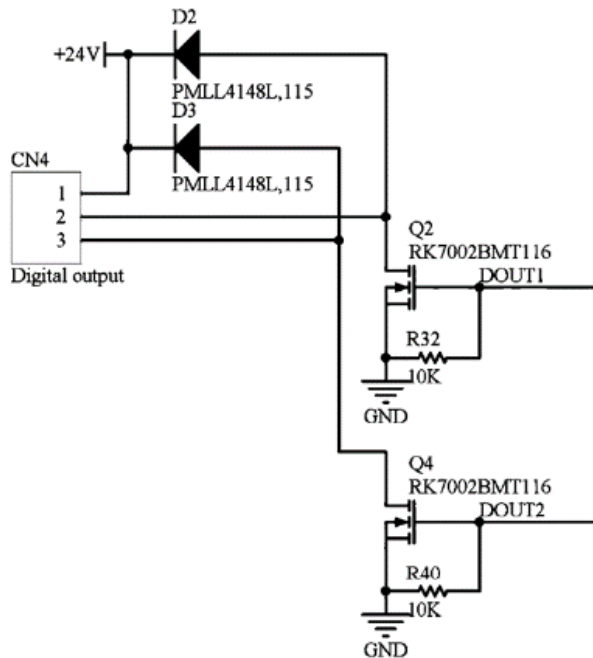 D2
+24V
PMLL4148L,115
D3
PMLL4148L,115
CN4
1
2
3
Digital output
Q2
RK7002BMT116
DOUT1
R32
10K
GND
Q4
RK7002BMT116
DOUT2
R40
10K
GND